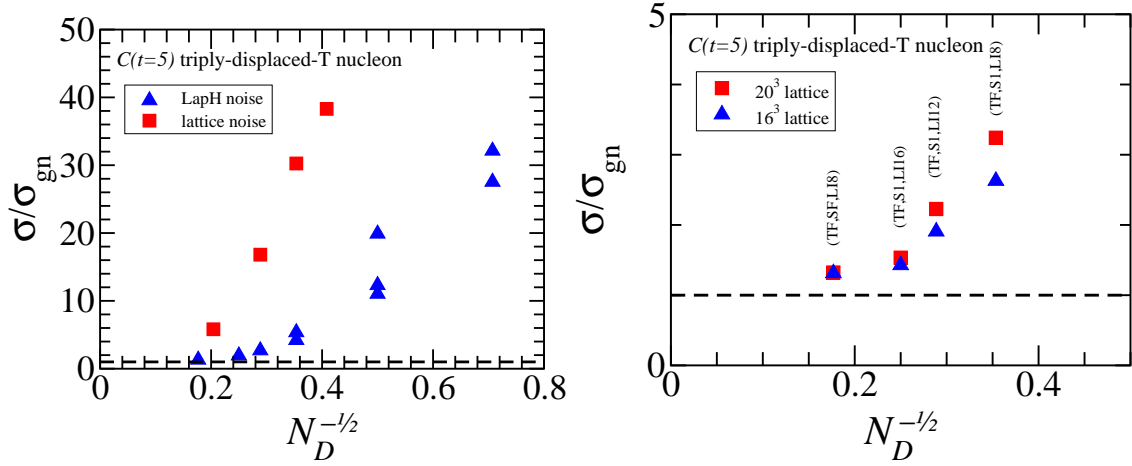 50
40
30
20
10
0
σ/σgn
C(t=5) triply-displaced-T nucleon
LapH noise
lattice noise
0 0.2 0.4 0.6 0.8
N_D^{-½}
5
0
σ/σgn
C(t=5) triply-displaced-T nucleon
20³ lattice
16³ lattice
(TF,SF,LI8)
(TF,S1,LI16)
(TF,S1,LI12)
(TF,S1,LI8)
0 0.2 0.4
N_D^{-½}